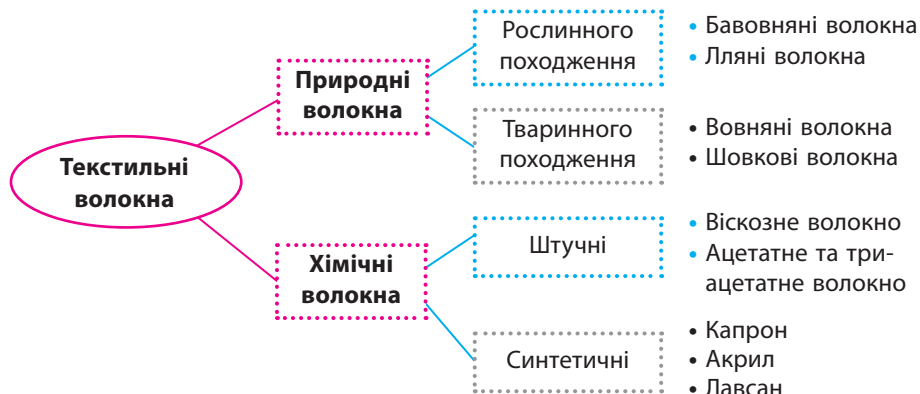 Текстильні
волокна
Природні
волокна
Рослинного
походження
• Бавовняні волокна
• Лляні волокна
Тваринного
походження
• Вовняні волокна
• Шовкові волокна
Хімічні
волокна
Штучні
• Віскозне волокно
• Ацетатне та три-
ацетатне волокно
Синтетичні
• Капрон
• Акрил
• Лавсан